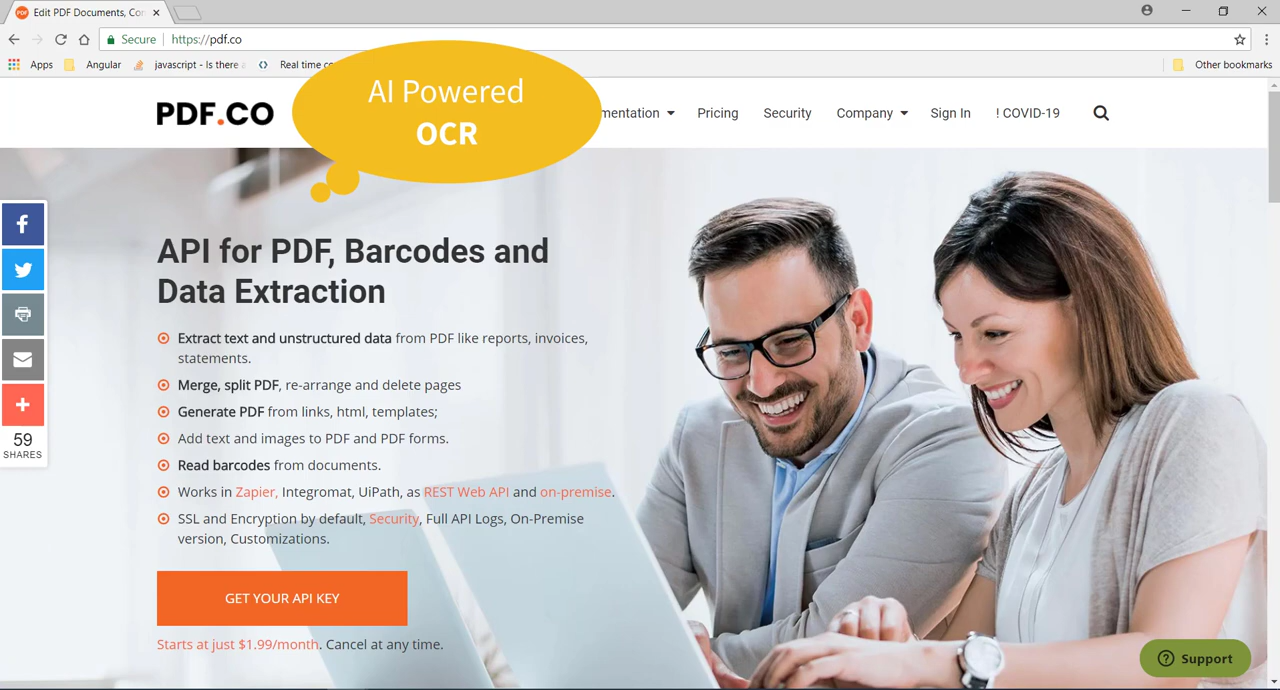 Edit PDF Documents, Con
Secure
https://pdf.co
Apps
Angular
javascript - Is there a
Real time co
Other bookmarks
AI Powered
OCR
PDF.CO
mentation
Pricing
Security
Company
Sign In
! COVID-19
API for PDF, Barcodes and
Data Extraction
Extract text and unstructured data from PDF like reports, invoices,
statements.
Merge, split PDF, re-arrange and delete pages
Generate PDF from links, html, templates;
Add text and images to PDF and PDF forms.
Read barcodes from documents.
Works in Zapier, Integromat, UiPath, as REST Web API and on-premise.
SSL and Encryption by default, Security, Full API Logs, On-Premise
version, Customizations.
GET YOUR API KEY
Starts at just $1.99/month. Cancel at any time.
59
SHARES
Support